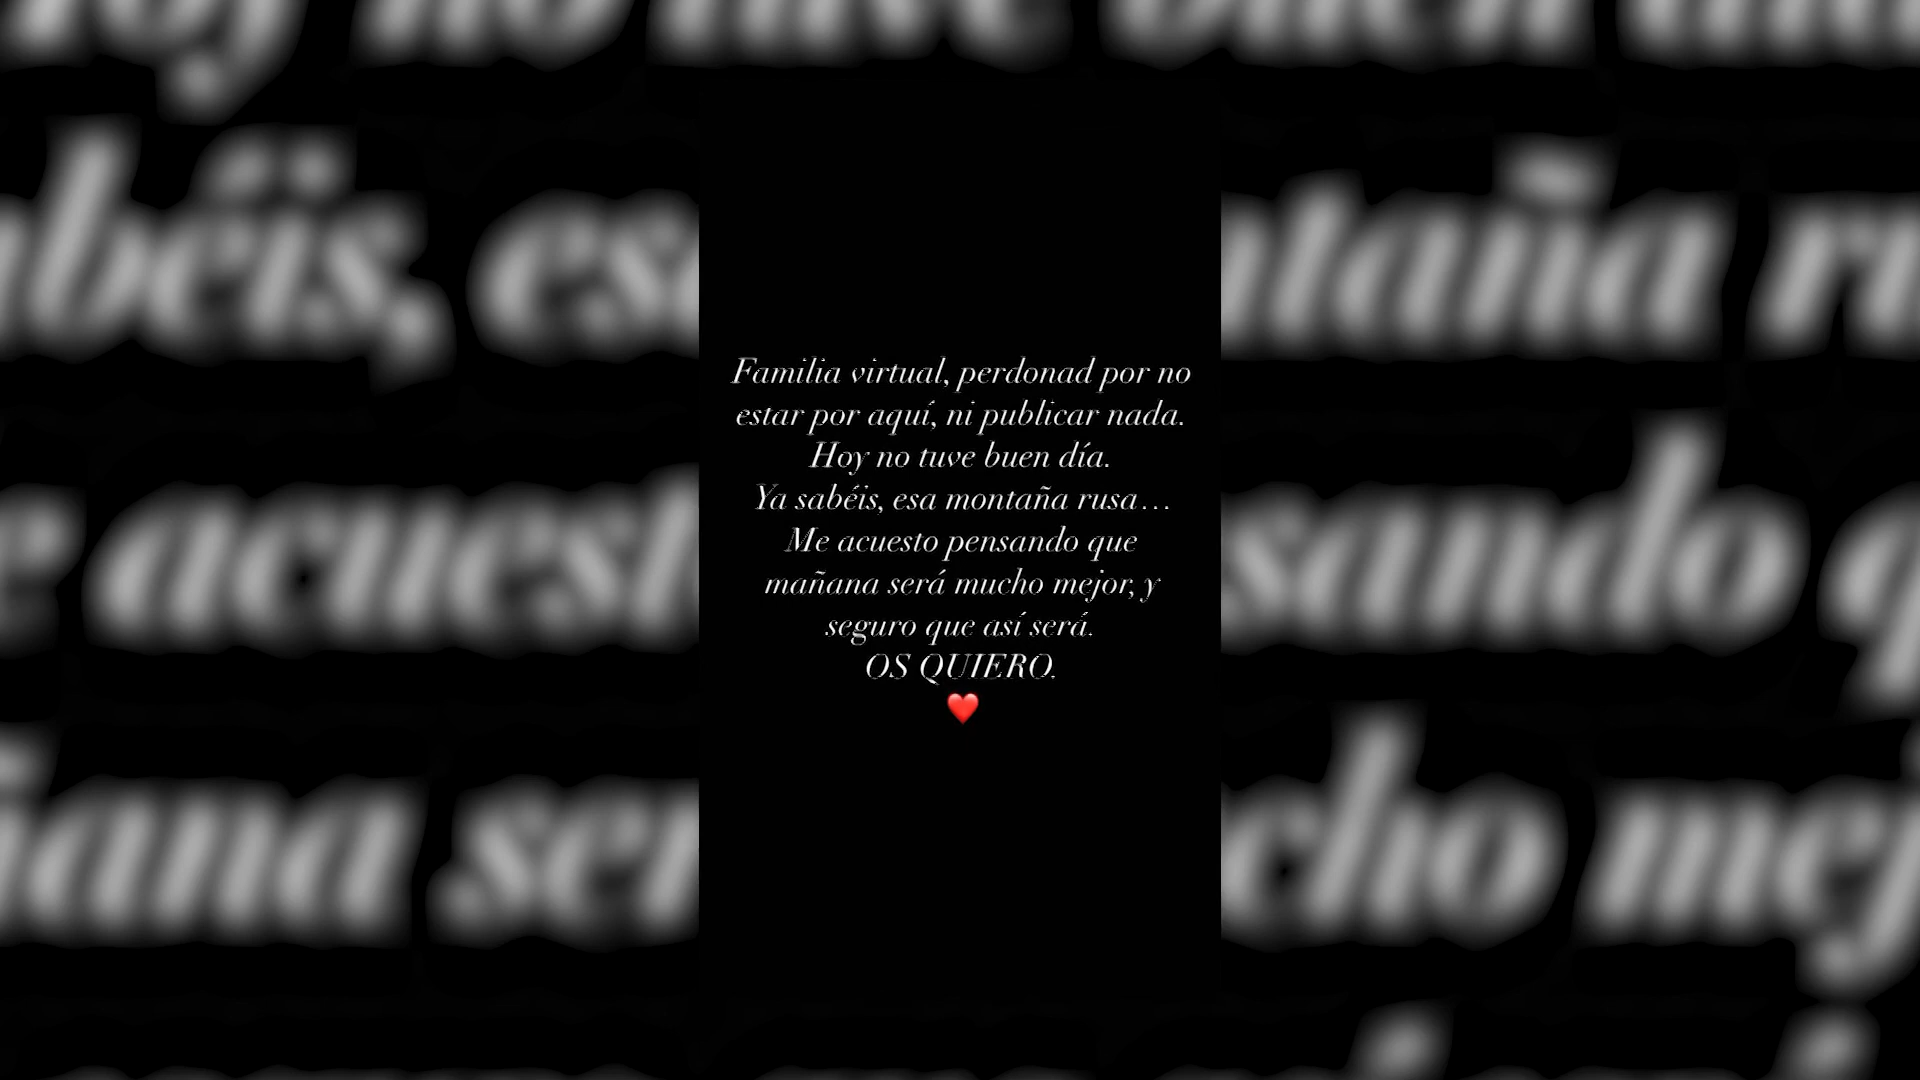 Familia virtual, perdonad por no
estar por aquí, ni publicar nada.
Hoy no tuve buen día.
Ya sabéis, esa montaña rusa…
Me acuesto pensando que
mañana será mucho mejor, y
seguro que así será.
OS QUIERO.
❤️